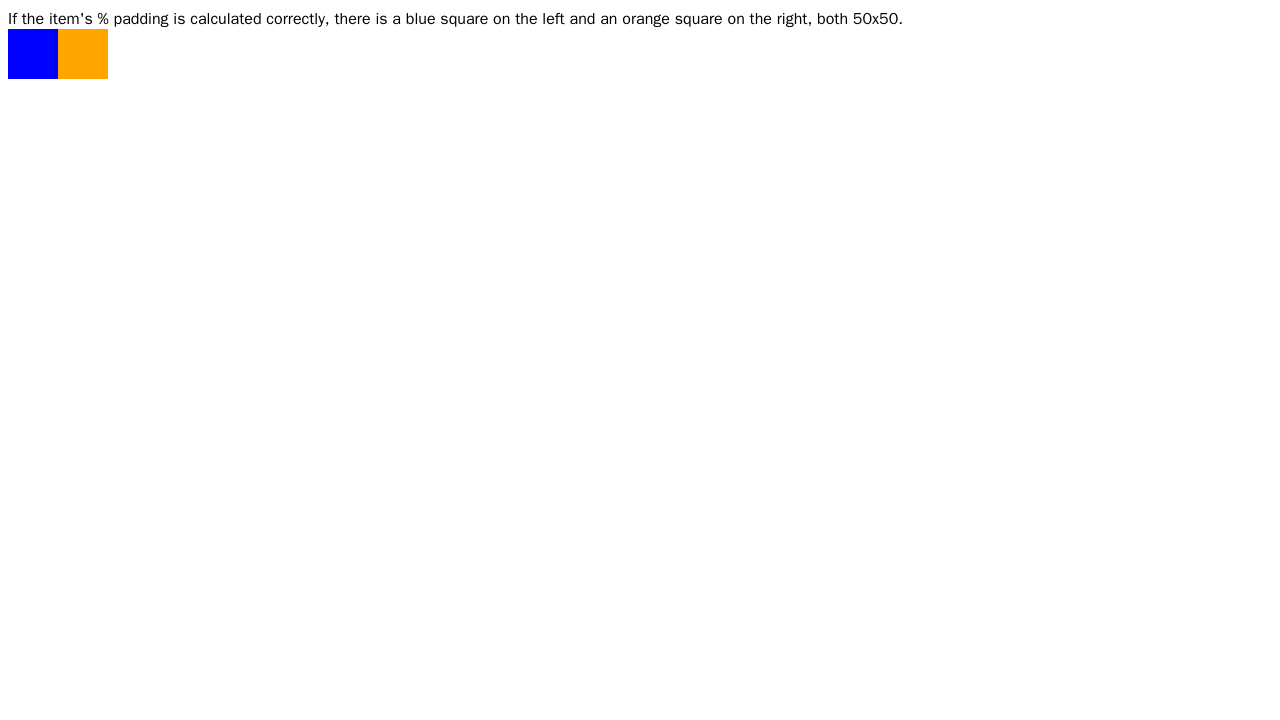 If the item's % padding is calculated correctly, there is a blue square on the left and an orange square on the right, both 50x50.